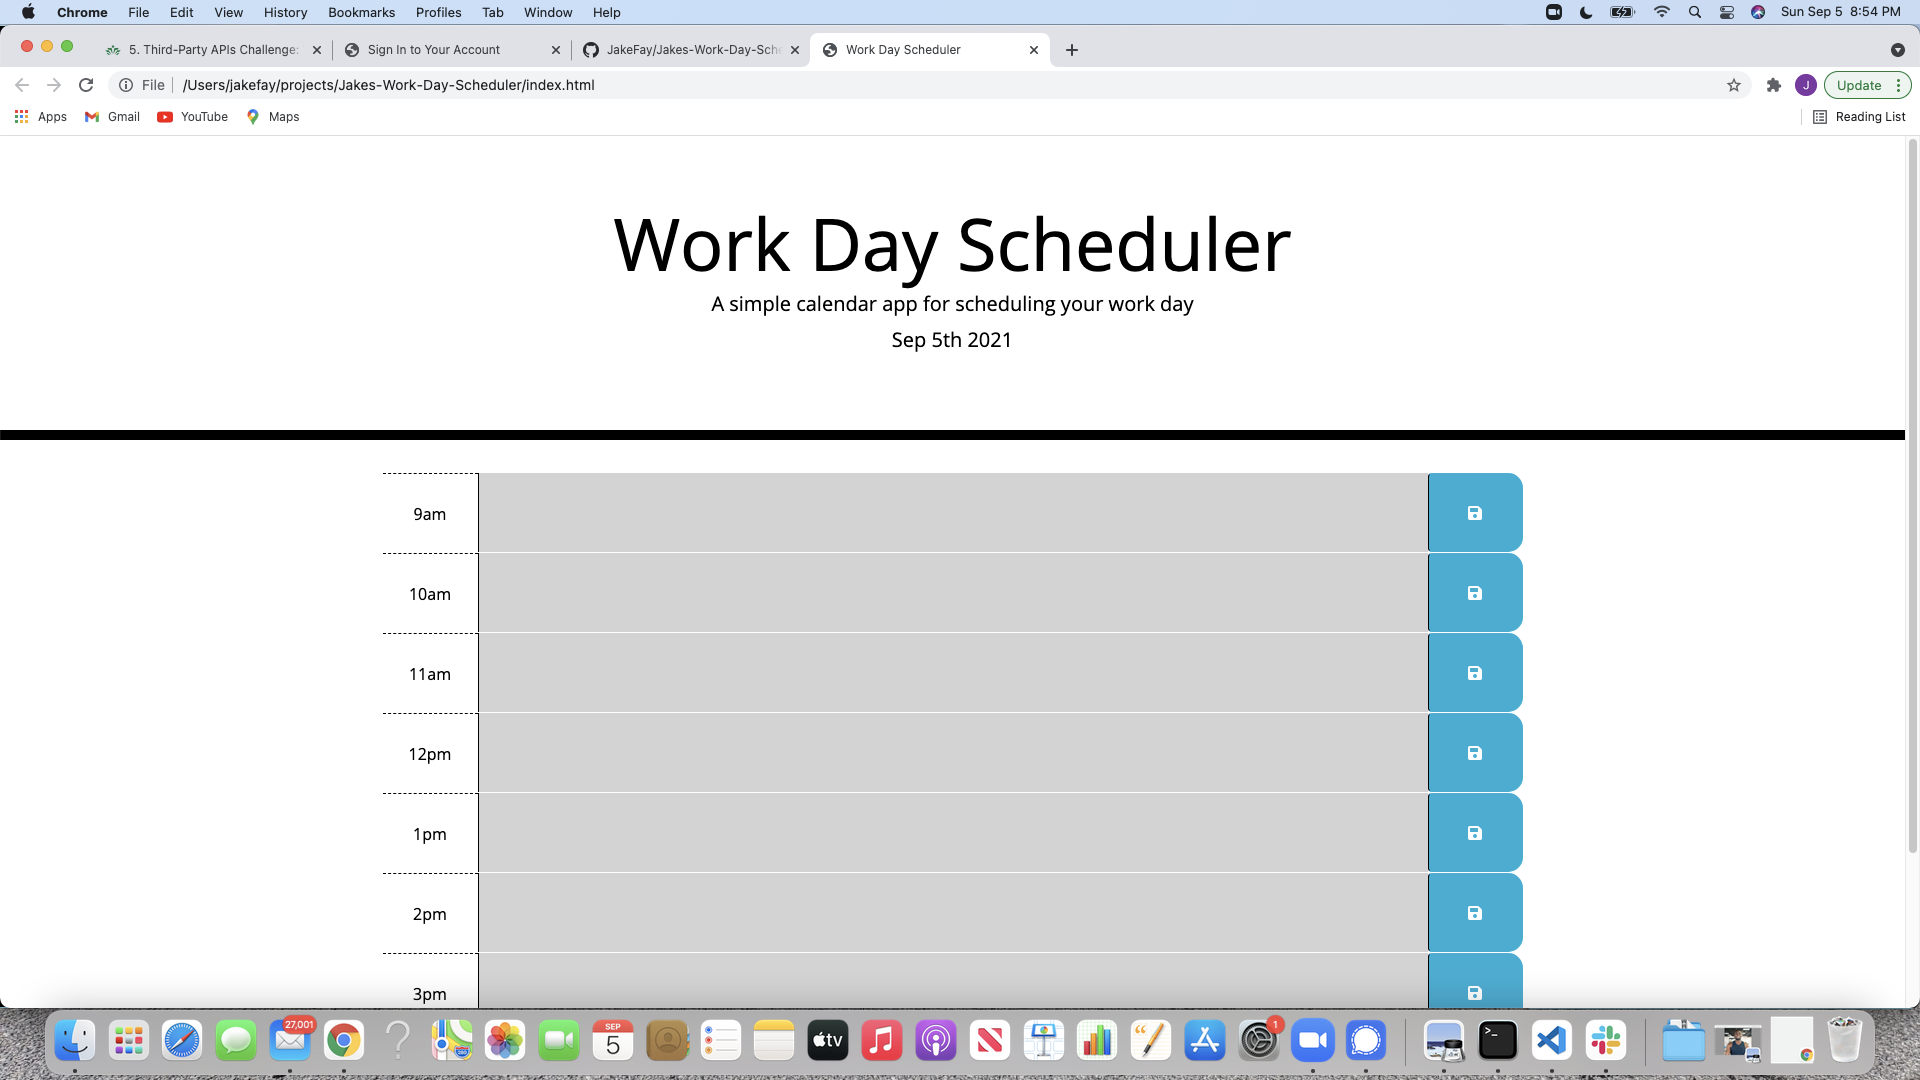 Chrome File Edit View History Bookmarks Profiles Tab Window Help Sun Sep 5 8:54 PM
5. Third-Party APIs Challenge: Sign In to Your Account JakeFay/Jakes-Work-Day-Sche Work Day Scheduler
File /Users/jakefay/projects/Jakes-Work-Day-Scheduler/index.html J Update
Apps Gmail YouTube Maps Reading List
Work Day Scheduler
A simple calendar app for scheduling your work day
Sep 5th 2021
9am
10am
11am
12pm
1pm
2pm
3pm
27,001 280 SEP 5 tv 1 >_